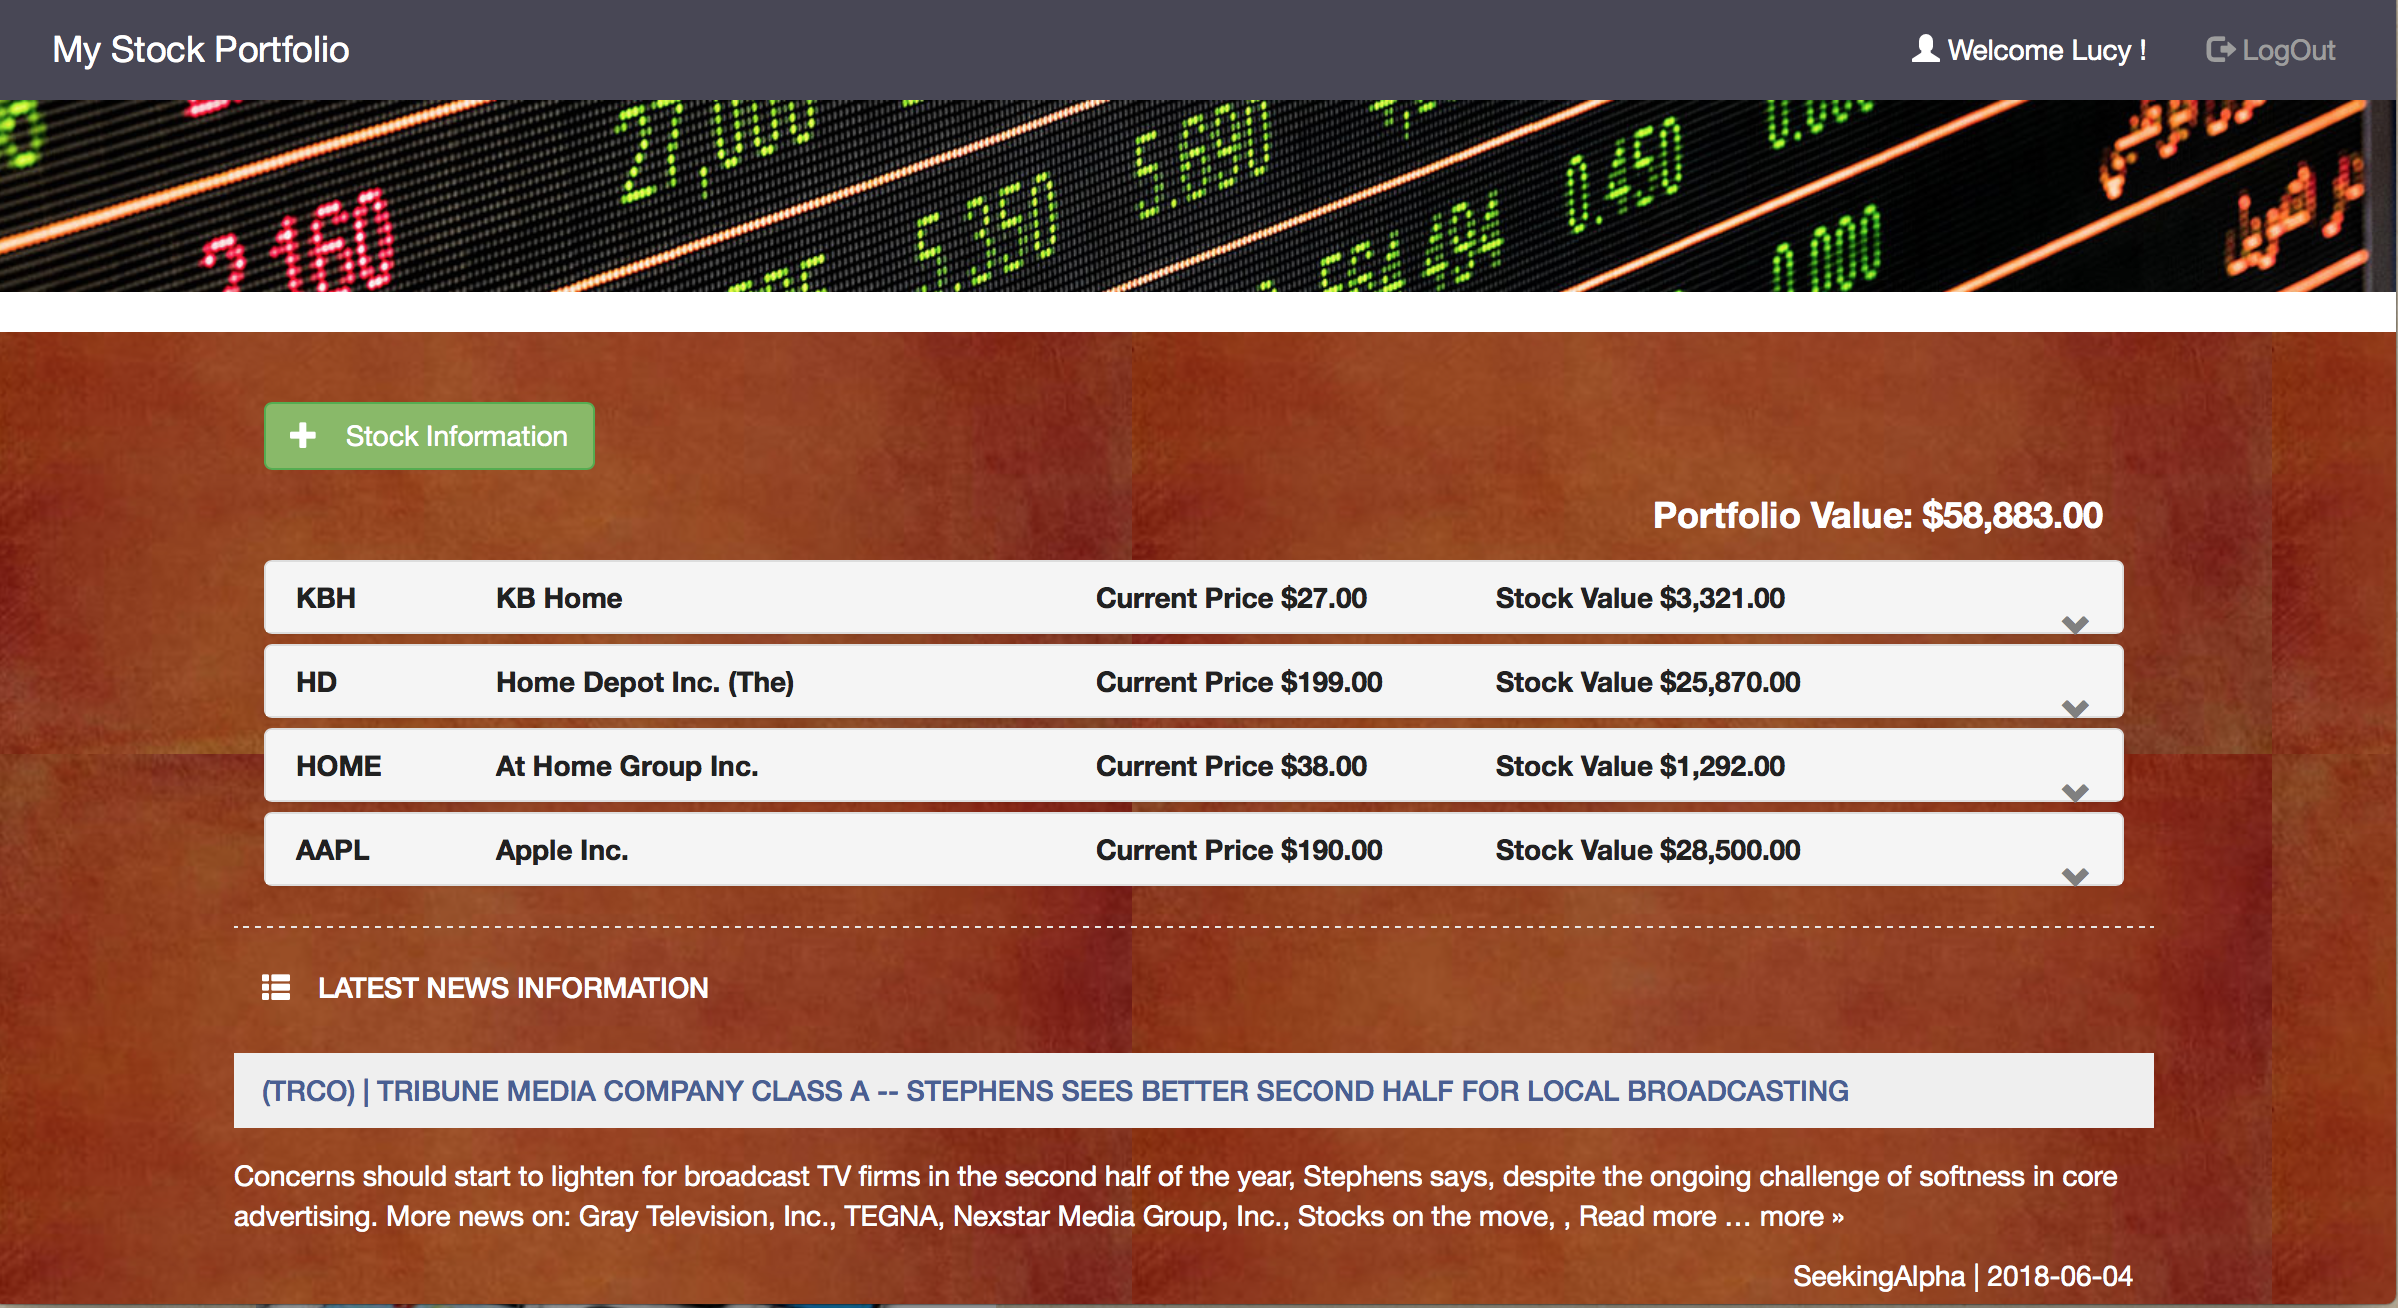 My Stock Portfolio
Welcome Lucy !
LogOut
27,000
5.690
0.450
5.350
494
0.000
Stock Information
Portfolio Value: $58,883.00
KBH KB Home Current Price $27.00 Stock Value $3,321.00
HD Home Depot Inc. (The) Current Price $199.00 Stock Value $25,870.00
HOME At Home Group Inc. Current Price $38.00 Stock Value $1,292.00
AAPL Apple Inc. Current Price $190.00 Stock Value $28,500.00
LATEST NEWS INFORMATION
(TRCO) | TRIBUNE MEDIA COMPANY CLASS A -- STEPHENS SEES BETTER SECOND HALF FOR LOCAL BROADCASTING
Concerns should start to lighten for broadcast TV firms in the second half of the year, Stephens says, despite the ongoing challenge of softness in core
advertising. More news on: Gray Television, Inc., TEGNA, Nexstar Media Group, Inc., Stocks on the move, , Read more … more »
SeekingAlpha | 2018-06-04